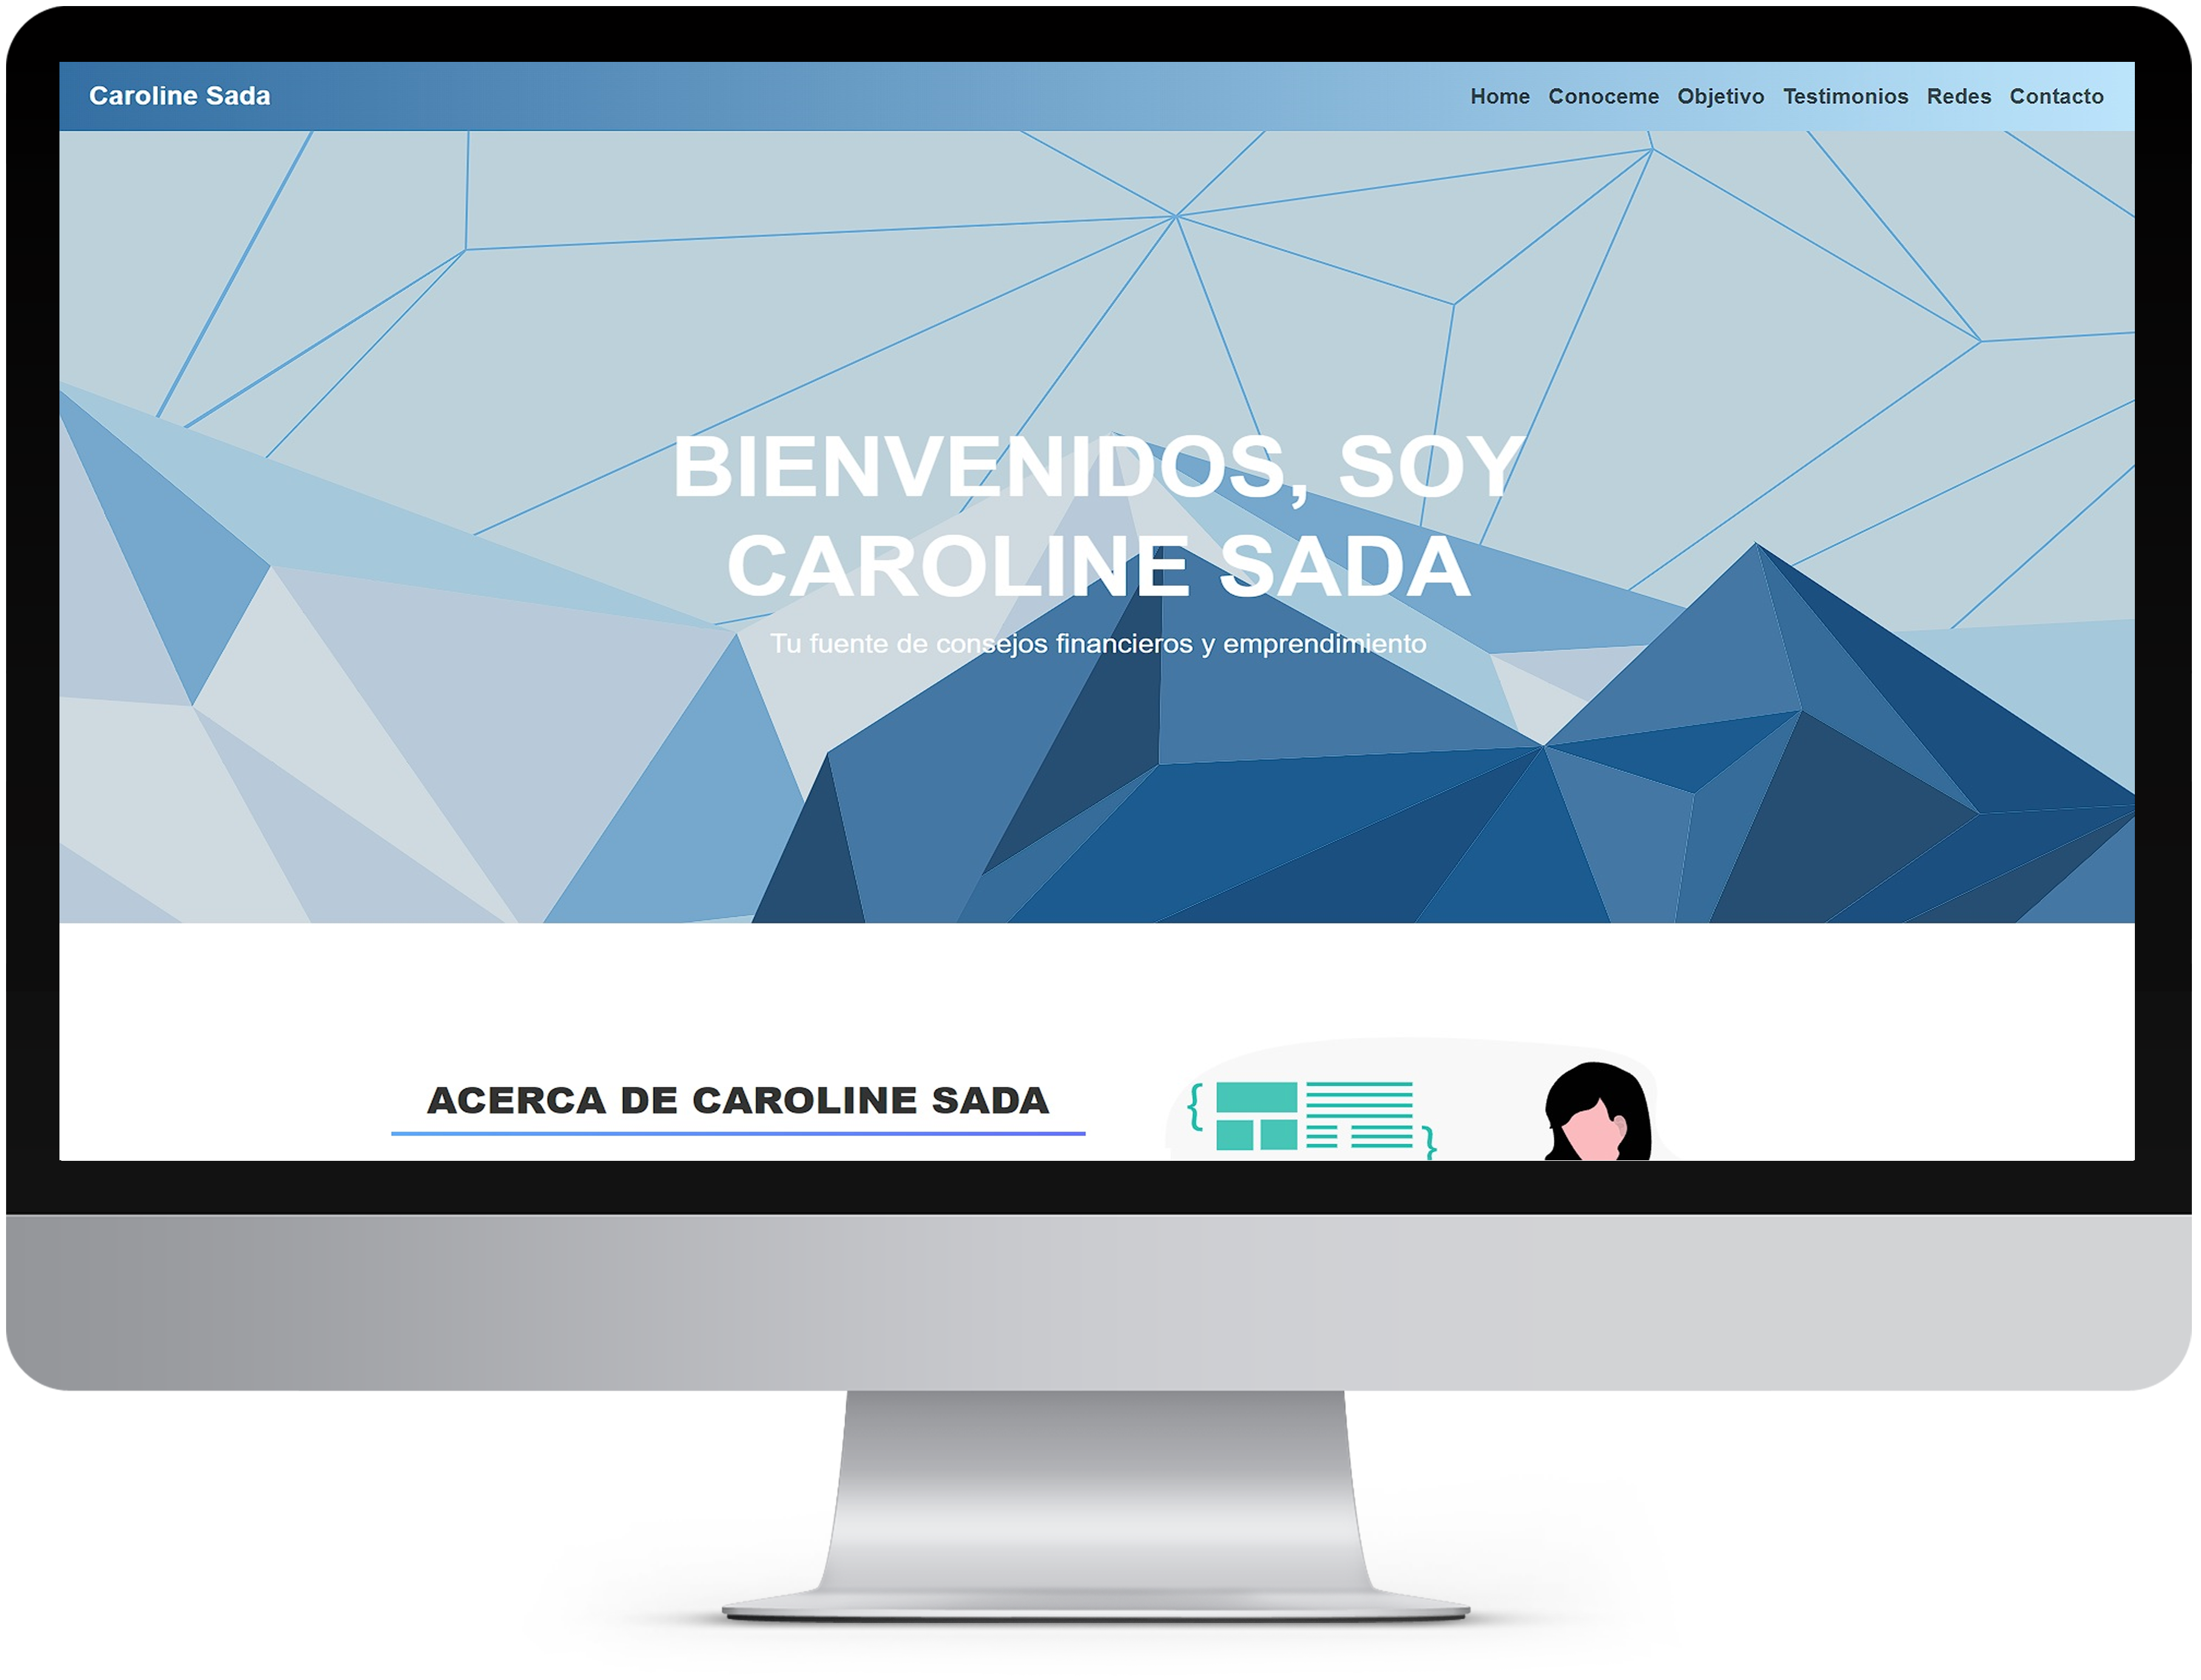 Caroline Sada
Home Conoceme Objetivo Testimonios Redes Contacto
BIENVENIDOS, SOY
CAROLINE SADA
Tu fuente de consejos financieros y emprendimiento
ACERCA DE CAROLINE SADA